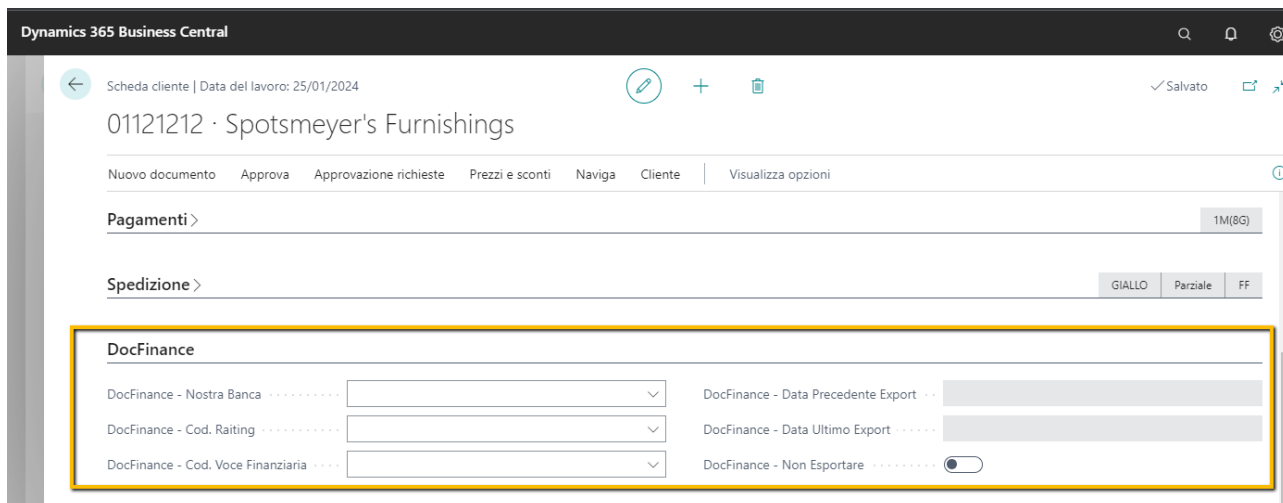 Dynamics 365 Business Central
Scheda cliente | Data del lavoro: 25/01/2024
Salvato
01121212 · Spotsmeyer's Furnishings
Nuovo documento Approva Approvazione richieste Prezzi e sconti Naviga Cliente Visualizza opzioni
Pagamenti
1M(8G)
Spedizione
GIALLO Parziale FF
DocFinance
DocFinance - Nostra Banca
DocFinance - Data Precedente Export
DocFinance - Cod. Raiting
DocFinance - Data Ultimo Export
DocFinance - Cod. Voce Finanziaria
DocFinance - Non Esportare